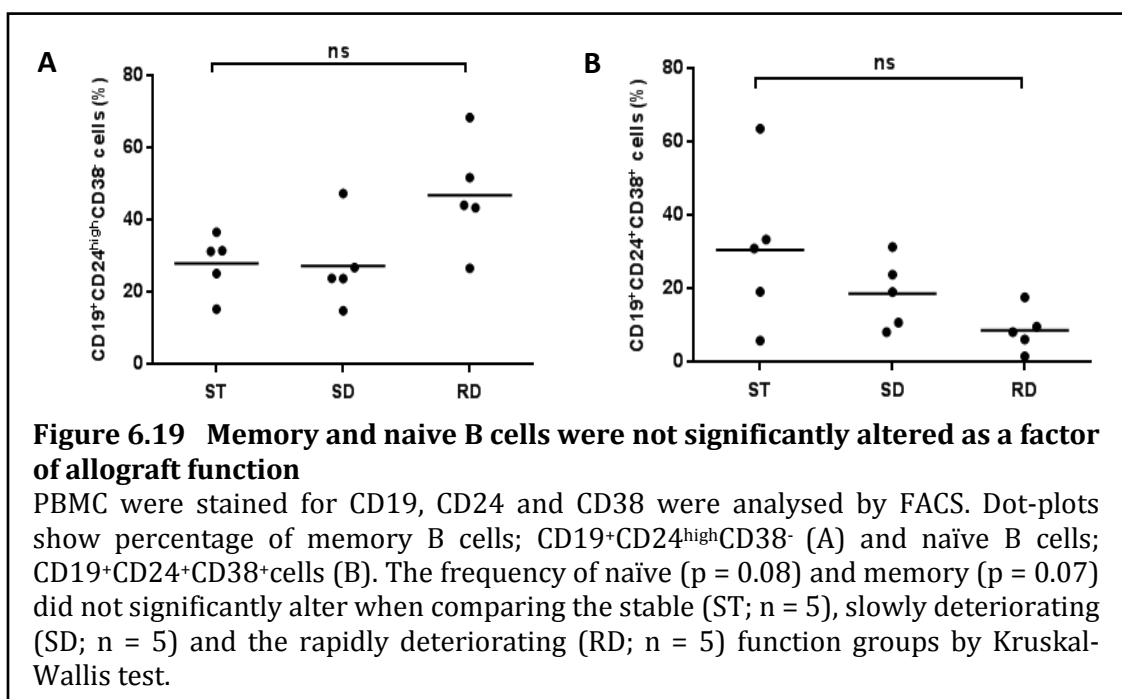 A
ns
CD19⁺CD24ʰⁱᵍʰCD38⁻ cells (%)
80
60
40
20
0
ST SD RD
B
ns
CD19⁺CD24⁺CD38⁺ cells (%)
80
60
40
20
0
ST SD RD
Figure 6.19 Memory and naive B cells were not significantly altered as a factor
of allograft function
PBMC were stained for CD19, CD24 and CD38 were analysed by FACS. Dot-plots
show percentage of memory B cells; CD19⁺CD24ʰⁱᵍʰCD38⁻ (A) and naïve B cells;
CD19⁺CD24⁺CD38⁺cells (B). The frequency of naïve (p = 0.08) and memory (p = 0.07)
did not significantly alter when comparing the stable (ST; n = 5), slowly deteriorating
(SD; n = 5) and the rapidly deteriorating (RD; n = 5) function groups by Kruskal-
Wallis test.